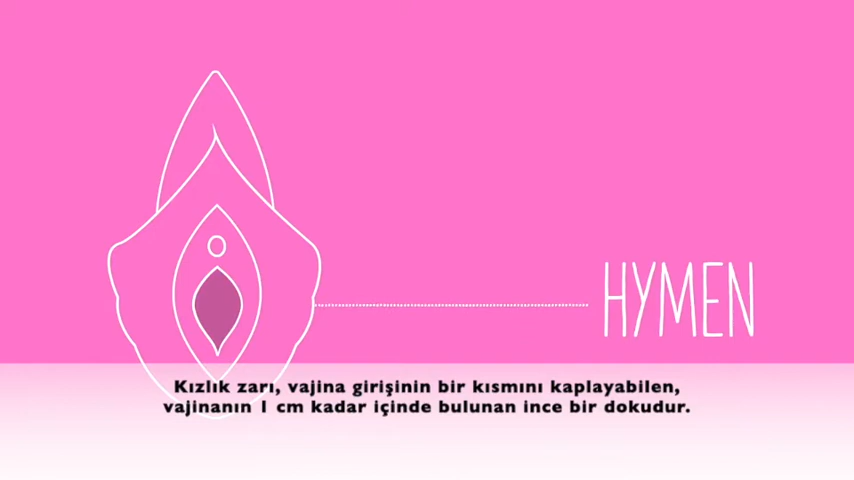 HYMEN
Kızlık zarı, vajina girişinin bir kısmını kaplayabilen,
vajinanın 1 cm kadar içinde bulunan ince bir dokudur.